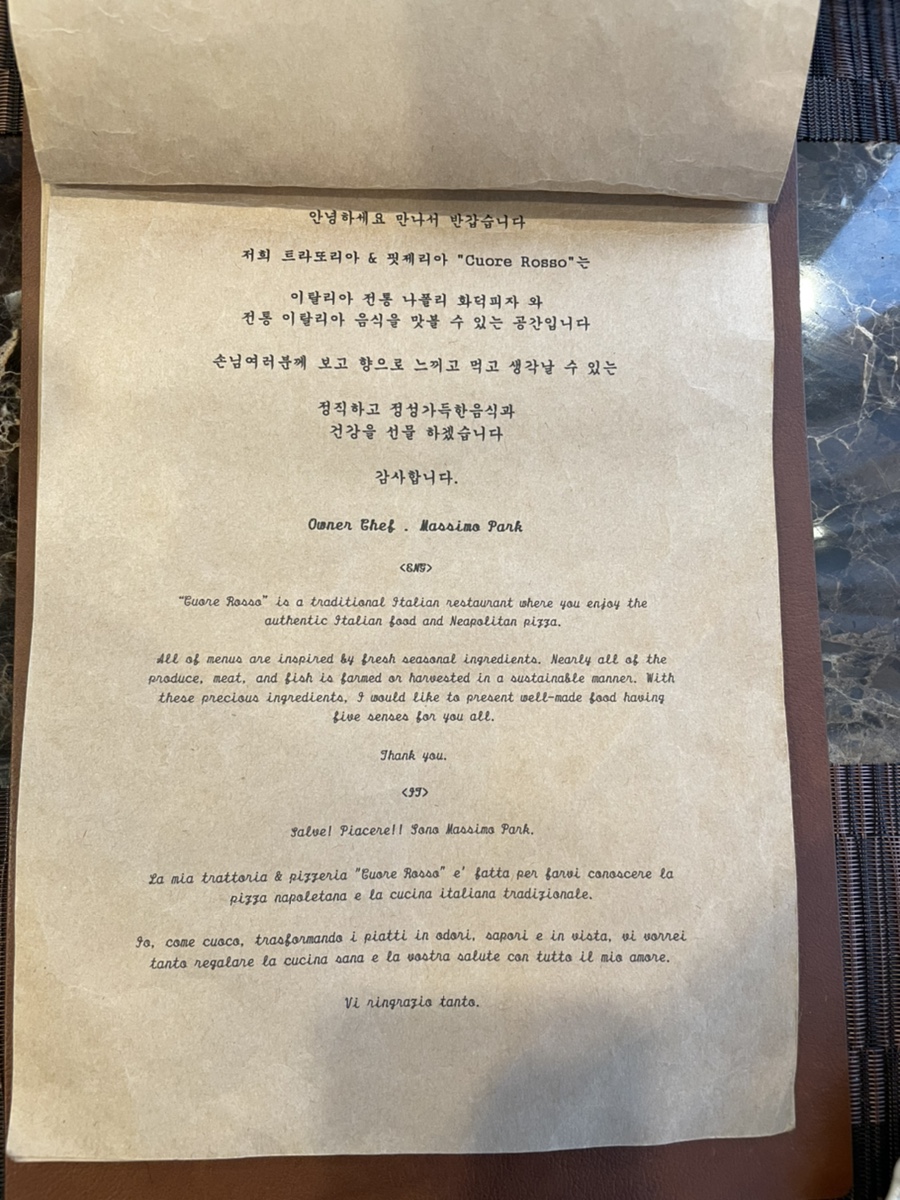 안녕하세요 만나서 반갑습니다
저희 트라또리아 & 핏제리아 "Cuore Rosso"는
이탈리아 전통 나폴리 화덕피자 와
전통 이탈리아 음식을 맛볼 수 있는 공간입니다
손님여러분께 보고 향으로 느끼고 먹고 생각날 수 있는
정직하고 정성가득한음식과
건강을 선물 하겠습니다
감사합니다.
Owner Chef . Massimo Park
<ENG>
"Cuore Rosso" is a traditional Italian restaurant where you enjoy the
authentic Italian food and Neapolitan pizza.
All of menus are inspired by fresh seasonal ingredients. Nearly all of the
produce, meat, and fish is farmed or harvested in a sustainable manner. With
these precious ingredients, I would like to present well-made food having
five senses for you all.
Thank you.
<IT>
Salve! Piacere!! Sono Massimo Park.
La mia trattoria & pizzeria "Cuore Rosso" e' fatta per farvi conoscere la
pizza napoletana e la cucina italiana tradizionale.
Io, come cuoco, trasformando i piatti in odori, sapori e in vista, vi vorrei
tanto regalare la cucina sana e la vostra salute con tutto il mio amore.
Vi ringrazio tanto.